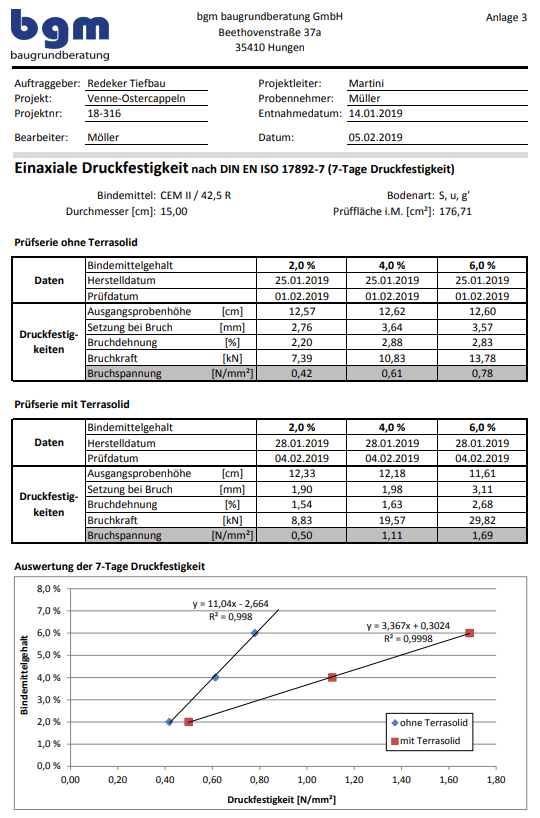 bgm
baugrundberatung
bgm baugrundberatung GmbH
Beethovenstraße 37a
35410 Hungen
Anlage 3
Auftraggeber: Redeker Tiefbau Projektleiter: Martini
Projekt: Venne-Ostercappeln Probennehmer: Müller
Projektnr: 18-316 Entnahmedatum: 14.01.2019
Bearbeiter: Möller Datum: 05.02.2019
Einaxiale Druckfestigkeit nach DIN EN ISO 17892-7 (7-Tage Druckfestigkeit)
Bindemittel: CEM II / 42,5 R Bodenart: S, u, g'
Durchmesser [cm]: 15,00 Prüffläche i.M. [cm²]: 176,71
Prüfserie ohne Terrasolid
Daten
Bindemittelgehalt 2,0 % 4,0 % 6,0 %
Herstelldatum 25.01.2019 25.01.2019 25.01.2019
Prüfdatum 01.02.2019 01.02.2019 01.02.2019
Druckfestig-
keiten
Ausgangsprobenhöhe [cm] 12,57 12,62 12,60
Setzung bei Bruch [mm] 2,76 3,64 3,57
Bruchdehnung [%] 2,20 2,88 2,83
Bruchkraft [kN] 7,39 10,83 13,78
Bruchspannung [N/mm²] 0,42 0,61 0,78
Prüfserie mit Terrasolid
Daten
Bindemittelgehalt 2,0 % 4,0 % 6,0 %
Herstelldatum 28.01.2019 28.01.2019 28.01.2019
Prüfdatum 04.02.2019 04.02.2019 04.02.2019
Druckfestig-
keiten
Ausgangsprobenhöhe [cm] 12,33 12,18 11,61
Setzung bei Bruch [mm] 1,90 1,98 3,11
Bruchdehnung [%] 1,54 1,63 2,68
Bruchkraft [kN] 8,83 19,57 29,82
Bruchspannung [N/mm²] 0,50 1,11 1,69
Auswertung der 7-Tage Druckfestigkeit
Bindemittelgehalt
8,0 %
7,0 %
6,0 %
5,0 %
4,0 %
3,0 %
2,0 %
1,0 %
0,0 %
y = 11,04x - 2,664
R² = 0,998
y = 3,367x + 0,3024
R² = 0,9998
ohne Terrasolid
mit Terrasolid
0,00 0,20 0,40 0,60 0,80 1,00 1,20 1,40 1,60 1,80
Druckfestigkeit [N/mm²]